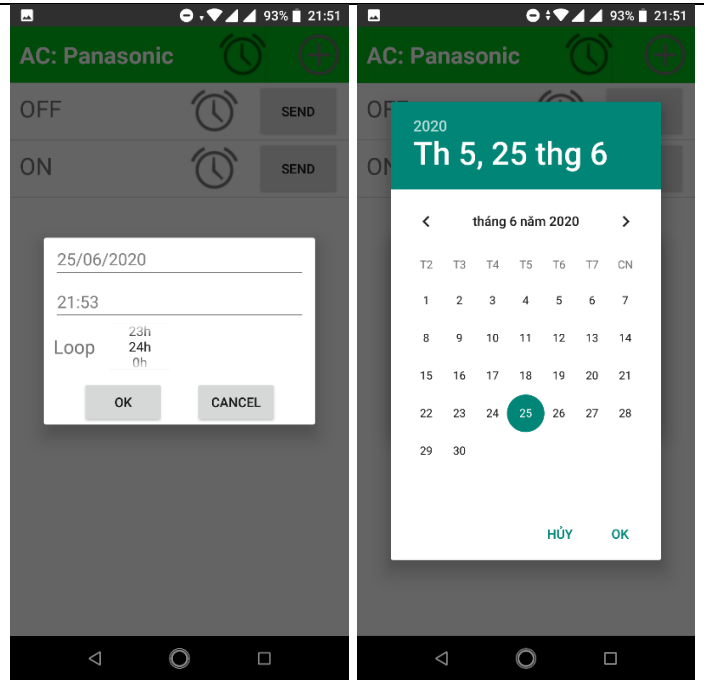 93% 21:51
AC: Panasonic
OFF SEND
ON SEND
25/06/2020
21:53
23h
Loop 24h
0h
OK CANCEL
93% 21:51
AC: Panasonic
OF
ON
2020
Th 5, 25 thg 6
tháng 6 năm 2020
T2 T3 T4 T5 T6 T7 CN
1 2 3 4 5 6 7
8 9 10 11 12 13 14
15 16 17 18 19 20 21
22 23 24 25 26 27 28
29 30
HỦY OK